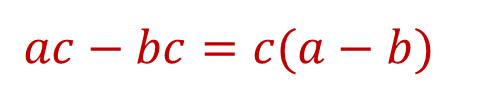 ac − bc = c(a − b)